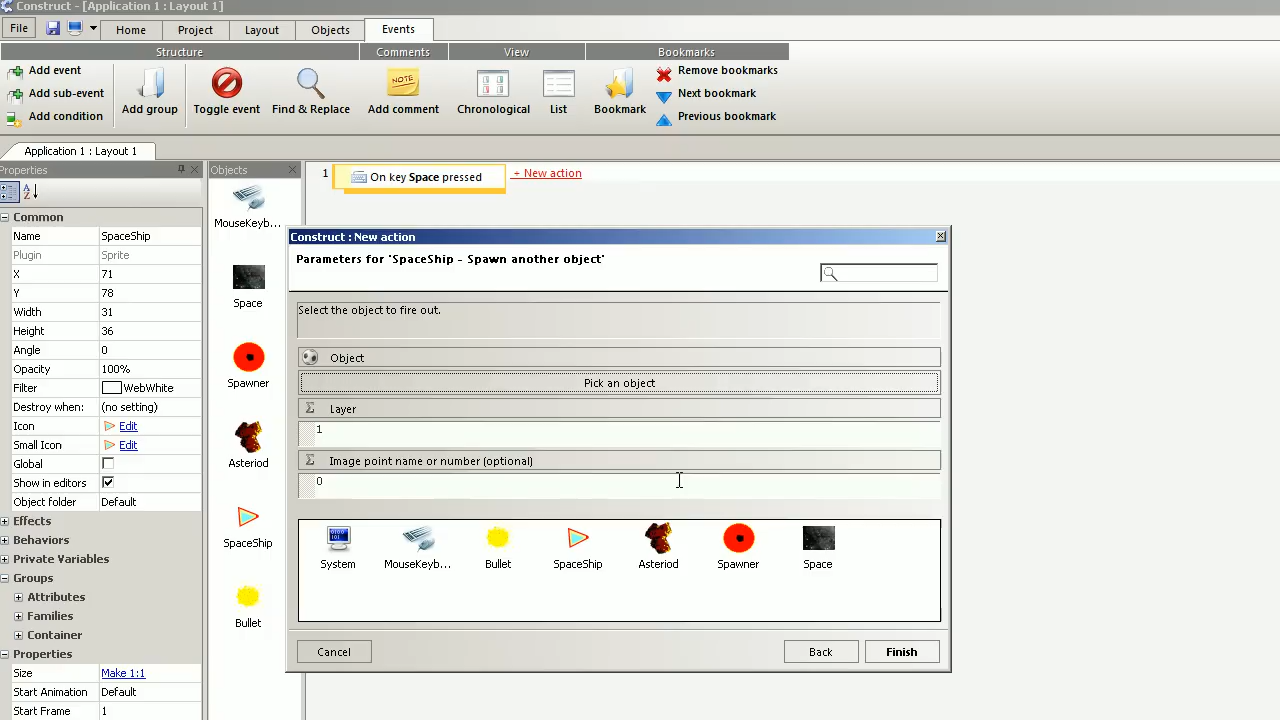 Construct - [Application 1 : Layout 1]
File Home Project Layout Objects Events
Structure Comments View Bookmarks
Add event
Add sub-event
Add condition
Add group
Toggle event
Find & Replace
NOTE
Add comment
Chronological
List
Bookmark
Remove bookmarks
Next bookmark
Previous bookmark
Application 1 : Layout 1
Properties
Common
Name SpaceShip
Plugin Sprite
X 71
Y 78
Width 31
Height 36
Angle 0
Opacity 100%
Filter WebWhite
Destroy when: (no setting)
Icon Edit
Small Icon Edit
Global
Show in editors
Object folder Default
Effects
Behaviors
Private Variables
Groups
Attributes
Families
Container
Properties
Size Make 1:1
Start Animation Default
Start Frame 1
Objects
MouseKeyb...
Space
Spawner
Asteriod
SpaceShip
Bullet
1 On key Space pressed + New action
Construct : New action
Parameters for 'SpaceShip - Spawn another object'
Select the object to fire out.
Object
Pick an object
Layer
1
Image point name or number (optional)
0
System MouseKeyb... Bullet SpaceShip Asteriod Spawner Space
Cancel Back Finish